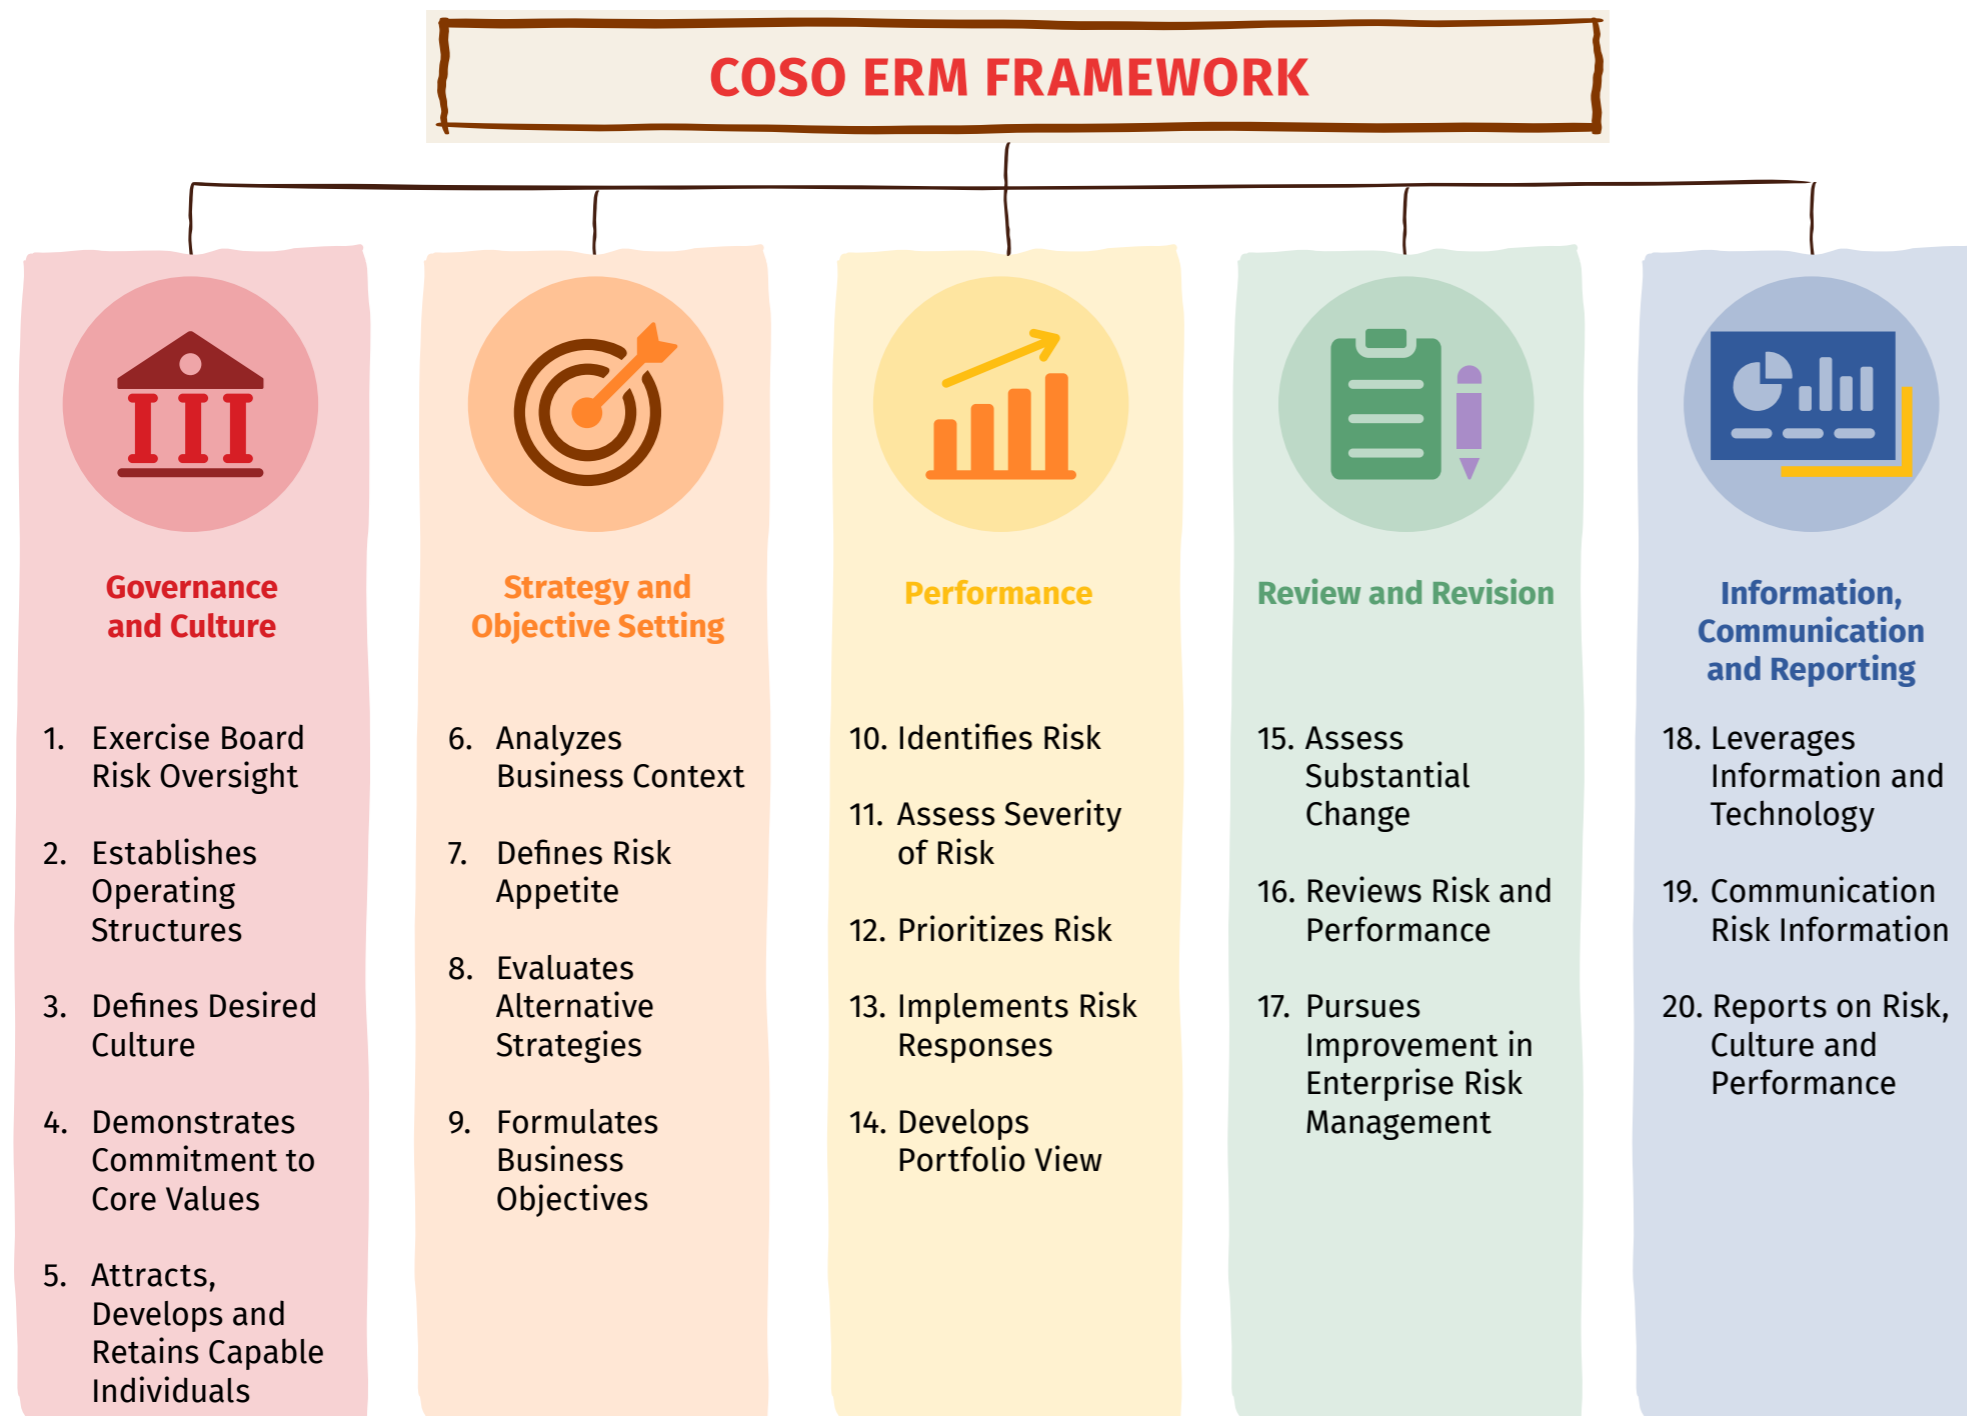 COSO ERM FRAMEWORK
Governance
and Culture
1. Exercise Board
Risk Oversight
2. Establishes
Operating
Structures
3. Defines Desired
Culture
4. Demonstrates
Commitment to
Core Values
5. Attracts,
Develops and
Retains Capable
Individuals
Strategy and
Objective Setting
6. Analyzes
Business Context
7. Defines Risk
Appetite
8. Evaluates
Alternative
Strategies
9. Formulates
Business
Objectives
Performance
10. Identifies Risk
11. Assess Severity
of Risk
12. Prioritizes Risk
13. Implements Risk
Responses
14. Develops
Portfolio View
Review and Revision
15. Assess
Substantial
Change
16. Reviews Risk and
Performance
17. Pursues
Improvement in
Enterprise Risk
Management
Information,
Communication
and Reporting
18. Leverages
Information and
Technology
19. Communication
Risk Information
20. Reports on Risk,
Culture and
Performance